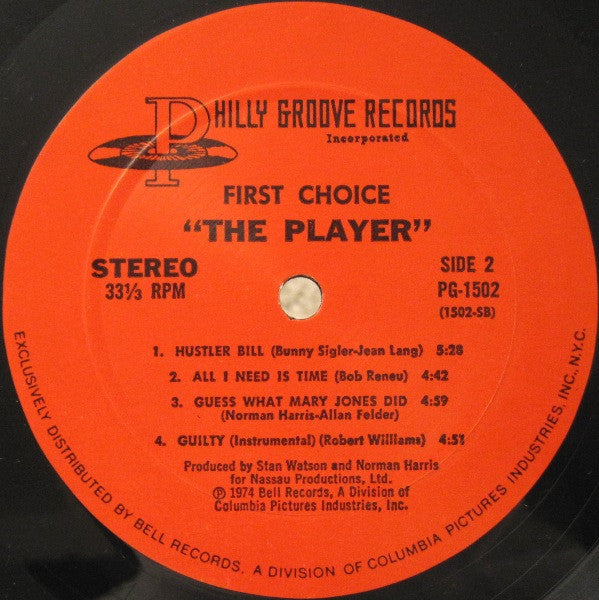 PHILLY GROOVE RECORDS
Incorporated
FIRST CHOICE
"THE PLAYER"
STEREO
33⅓ RPM
SIDE 2
PG-1502
(1502-SB)
1. HUSTLER BILL (Bunny Sigler-Jean Lang) 5:28
2. ALL I NEED IS TIME (Bob Reneu) 4:42
3. GUESS WHAT MARY JONES DID 4:59
(Norman Harris-Allan Felder)
4. GUILTY (Instrumental) (Robert Williams) 4:51
Produced by Stan Watson and Norman Harris
for Nassau Productions, Ltd.
Ⓟ 1974 Bell Records, A Division of
Columbia Pictures Industries, Inc.
EXCLUSIVELY DISTRIBUTED BY BELL RECORDS, A DIVISION OF COLUMBIA PICTURES INDUSTRIES, INC., N.Y.C.